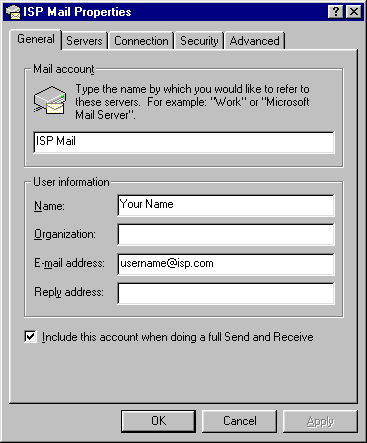 ISP Mail Properties
General Servers Connection Security Advanced
Mail account
Type the name by which you would like to refer to
these servers. For example: "Work" or "Microsoft
Mail Server".
ISP Mail
User information
Name: Your Name
Organization:
E-mail address: username@isp.com
Reply address:
Include this account when doing a full Send and Receive
OK Cancel Apply